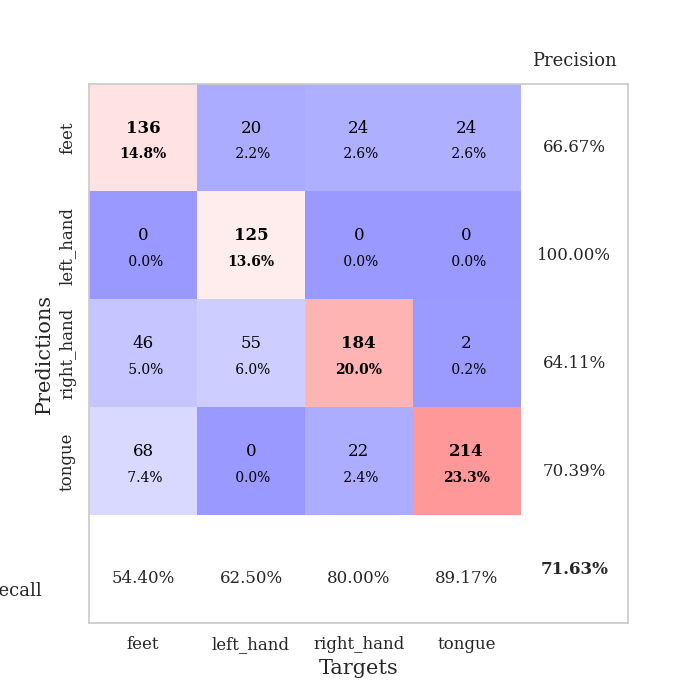 Precision
feet
136 20 24 24
14.8% 2.2% 2.6% 2.6%
66.67%
left_hand
0 125 0 0
0.0% 13.6% 0.0% 0.0%
100.00%
Predictions
right_hand
46 55 184 2
5.0% 6.0% 20.0% 0.2%
64.11%
tongue
68 0 22 214
7.4% 0.0% 2.4% 23.3%
70.39%
ecall
54.40% 62.50% 80.00% 89.17% 71.63%
feet left_hand right_hand tongue
Targets